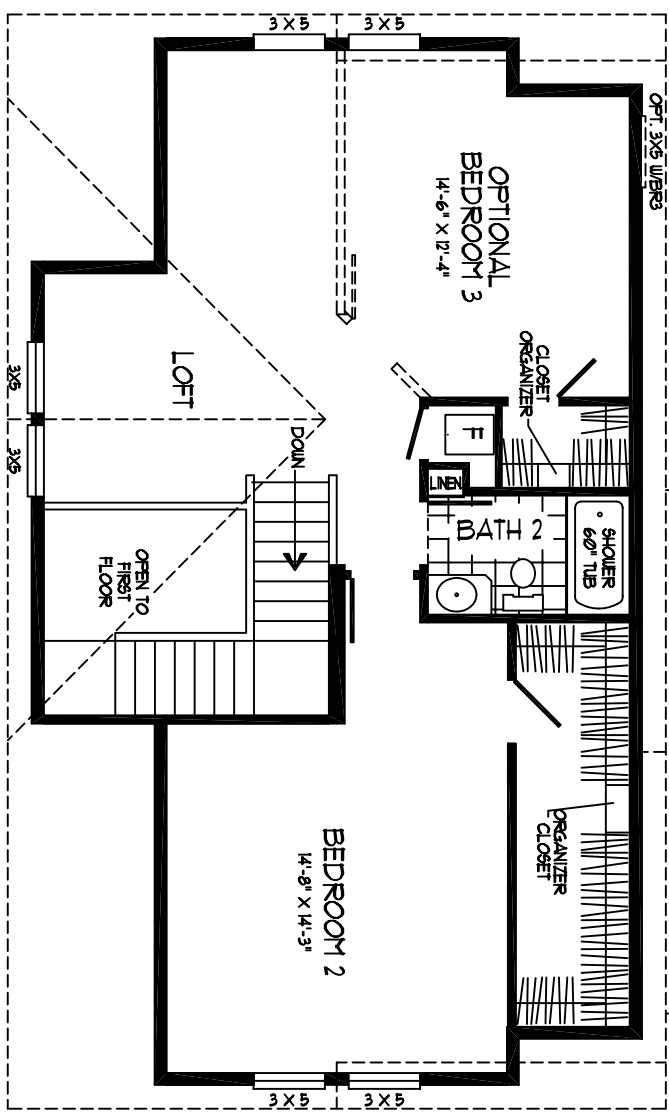 3 X 5
3 X 5
OPT. 3X5 W/BR3
OPTIONAL
BEDROOM 3
14'-6" X 12'-4"
CLOSET
ORGANIZER
LOFT
3X5
3X5
DOWN
F
LINEN
BATH 2
SHOWER
60" TUB
OPEN TO
FIRST
FLOOR
BEDROOM 2
14'-8" X 14'-3"
ORGANIZER
CLOSET
3 X 5
3 X 5